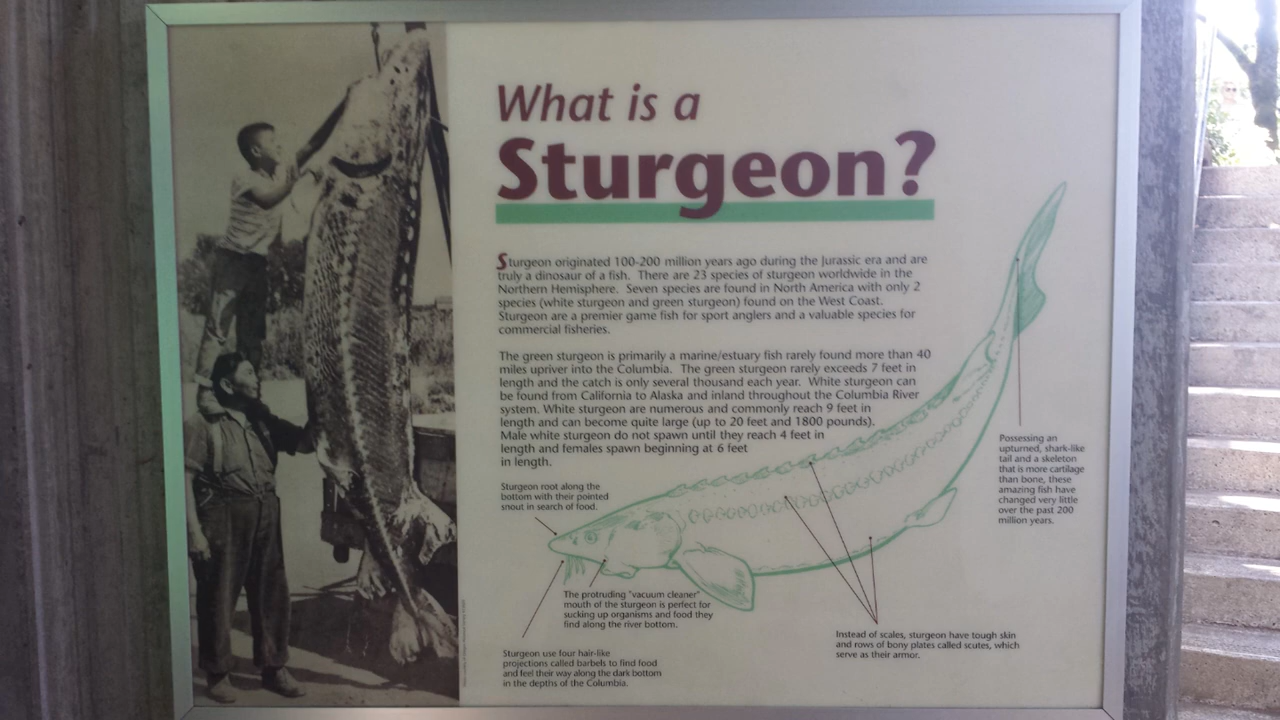 What is a
Sturgeon?
Sturgeon originated 100-200 million years ago during the Jurassic era and are
truly a dinosaur of a fish. There are 23 species of sturgeon worldwide in the
Northern Hemisphere. Seven species are found in North America with only 2
species (white sturgeon and green sturgeon) found on the West Coast.
Sturgeon are a premier game fish for sport anglers and a valuable species for
commercial fisheries.
The green sturgeon is primarily a marine/estuary fish rarely found more than 40
miles upriver into the Columbia. The green sturgeon rarely exceeds 7 feet in
length and the catch is only several thousand each year. White sturgeon can
be found from California to Alaska and inland throughout the Columbia River
system. White sturgeon are numerous and commonly reach 9 feet in
length and can become quite large (up to 20 feet and 1800 pounds).
Male white sturgeon do not spawn until they reach 4 feet in
length and females spawn beginning at 6 feet
in length.
Sturgeon root along the
bottom with their pointed
snout in search of food.
The protruding "vacuum cleaner"
mouth of the sturgeon is perfect for
sucking up organisms and food they
find along the river bottom.
Sturgeon use four hair-like
projections called barbels to find food
and feel their way along the dark bottom
in the depths of the Columbia.
Instead of scales, sturgeon have tough skin
and rows of bony plates called scutes, which
serve as their armor.
Possessing an
upturned, shark-like
tail and a skeleton
that is more cartilage
than bone, these
amazing fish have
changed very little
over the past 200
million years.